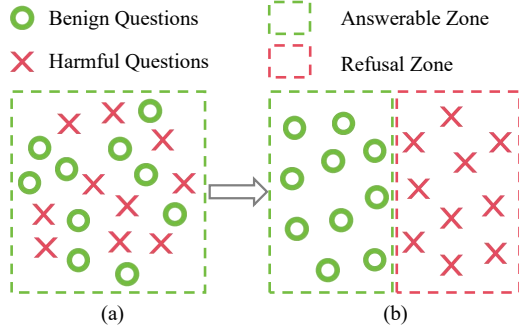 Benign Questions
Answerable Zone
Harmful Questions
Refusal Zone
(a)
(b)